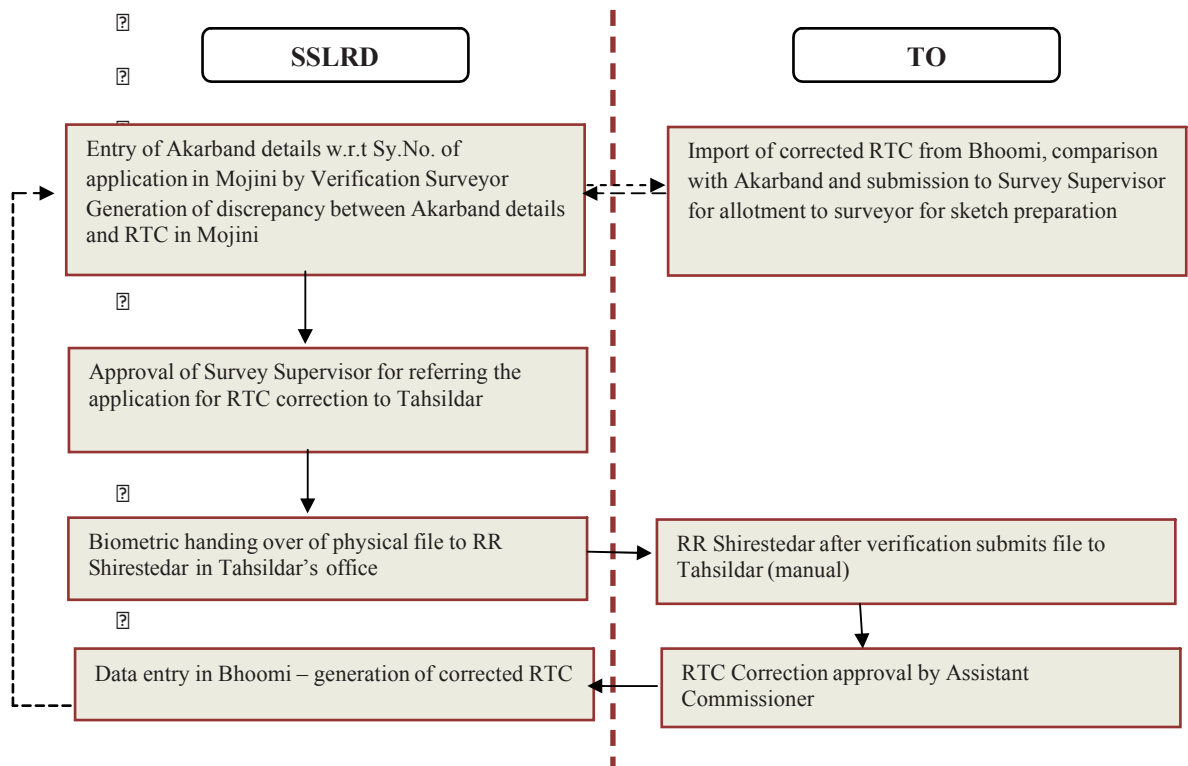 SSLRD
TO
Entry of Akarband details w.r.t Sy.No. of
application in Mojini by Verification Surveyor
Generation of discrepancy between Akarband details
and RTC in Mojini
Import of corrected RTC from Bhoomi, comparison
with Akarband and submission to Survey Supervisor
for allotment to surveyor for sketch preparation
Approval of Survey Supervisor for referring the
application for RTC correction to Tahsildar
Biometric handing over of physical file to RR
Shirestedar in Tahsildar's office
RR Shirestedar after verification submits file to
Tahsildar (manual)
Data entry in Bhoomi – generation of corrected RTC
RTC Correction approval by Assistant
Commissioner